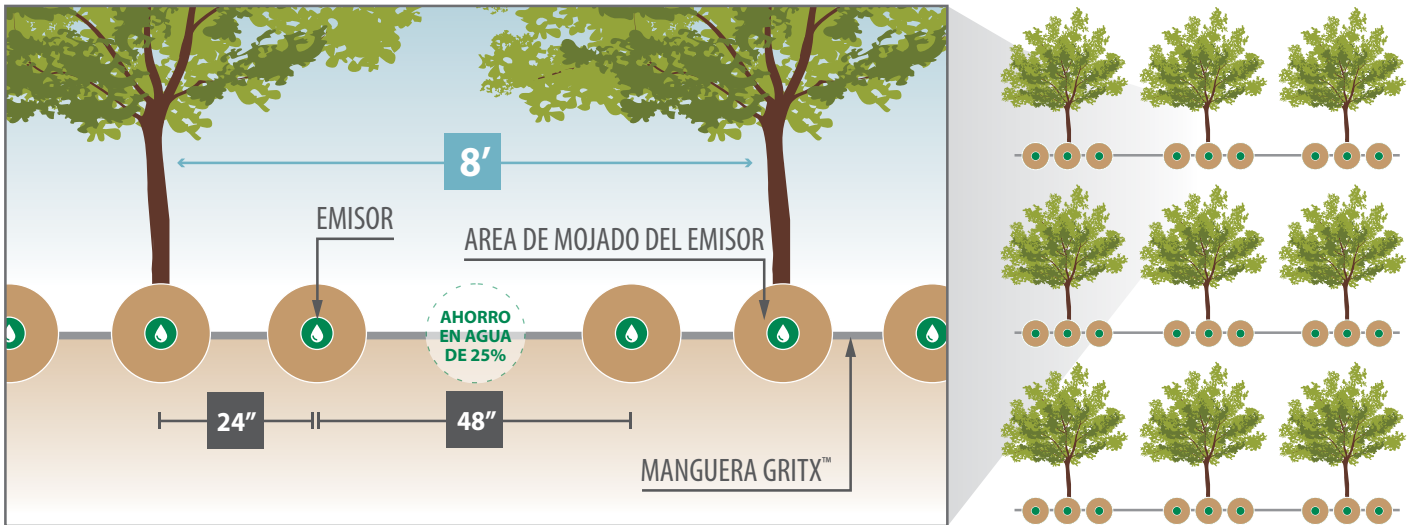 8’
EMISOR
AREA DE MOJADO DEL EMISOR
AHORRO
EN AGUA
DE 25%
24”
48”
MANGUERA GRITX™